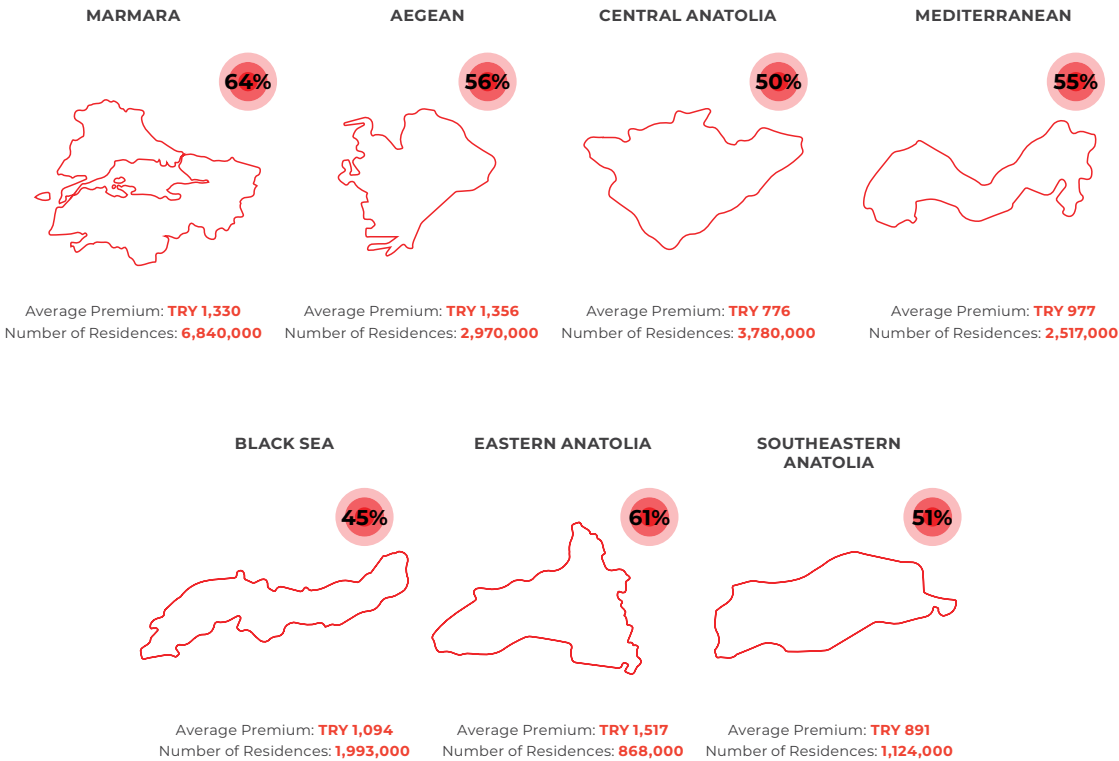 MARMARA
64%
Average Premium: TRY 1,330
Number of Residences: 6,840,000
AEGEAN
56%
Average Premium: TRY 1,356
Number of Residences: 2,970,000
CENTRAL ANATOLIA
50%
Average Premium: TRY 776
Number of Residences: 3,780,000
MEDITERRANEAN
55%
Average Premium: TRY 977
Number of Residences: 2,517,000
BLACK SEA
45%
Average Premium: TRY 1,094
Number of Residences: 1,993,000
EASTERN ANATOLIA
61%
Average Premium: TRY 1,517
Number of Residences: 868,000
SOUTHEASTERN
ANATOLIA
51%
Average Premium: TRY 891
Number of Residences: 1,124,000